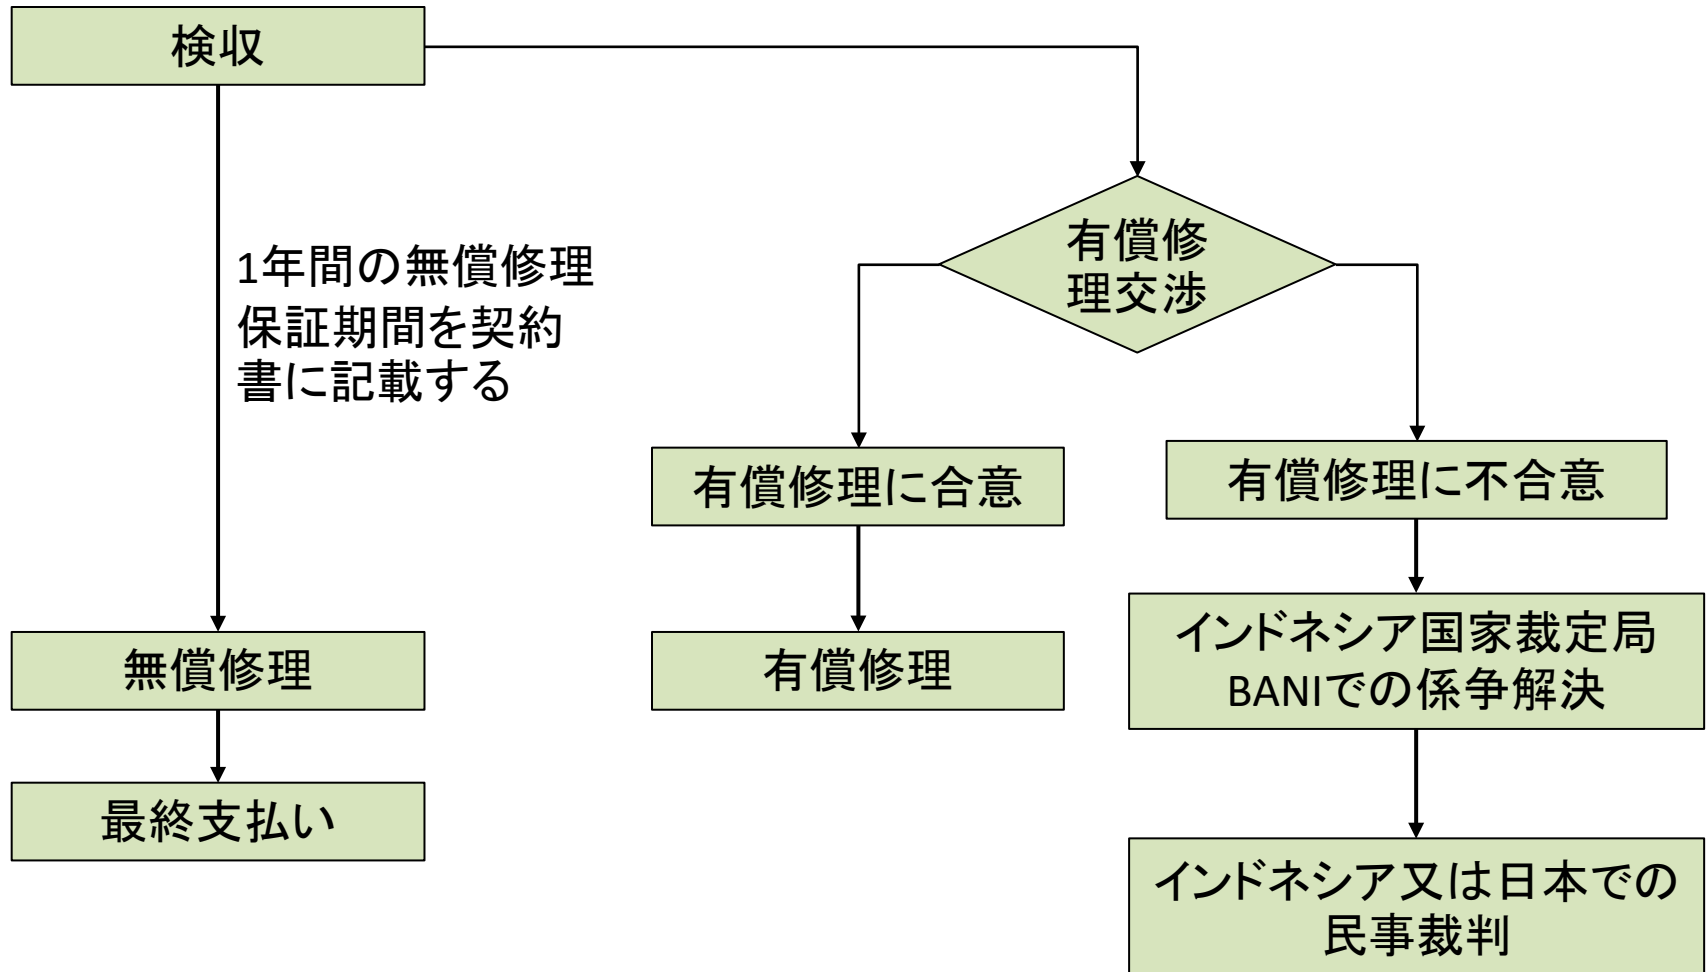 検収
1年間の無償修理
保証期間を契約
書に記載する
有償修
理交渉
有償修理に合意
有償修理に不合意
無償修理
有償修理
インドネシア国家裁定局
BANIでの係争解決
最終支払い
インドネシア又は日本での
民事裁判